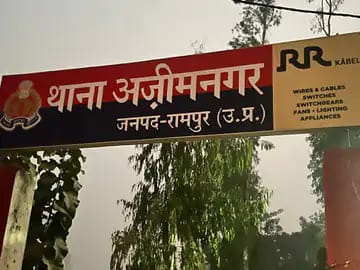 थाना अज़ीमनगर
जनपद-रामपुर (उ.प्र.)
RR KABEL
WIRES & CABLES
SWITCHES
SWITCHGEARS
FANS • LIGHTING
APPLIANCES